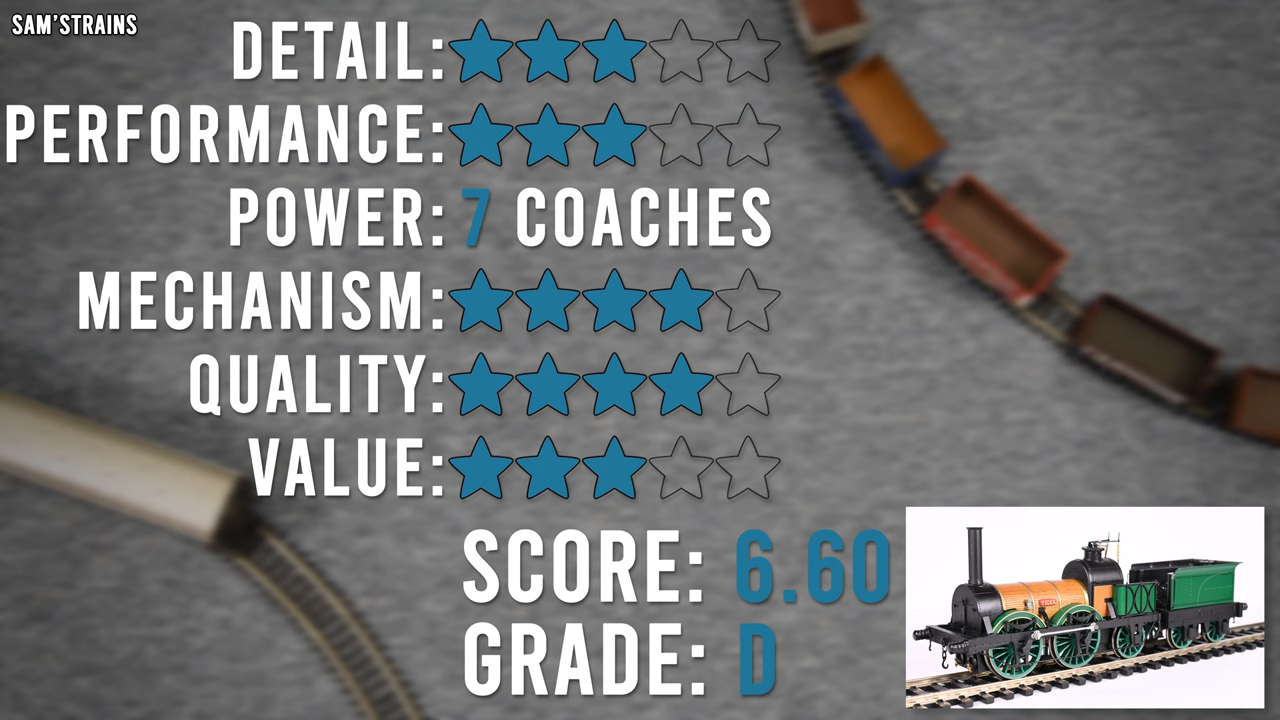 SAM'STRAINS
DETAIL:
PERFORMANCE:
POWER: 7 COACHES
MECHANISM:
QUALITY:
VALUE:
SCORE: 6.60
GRADE: D